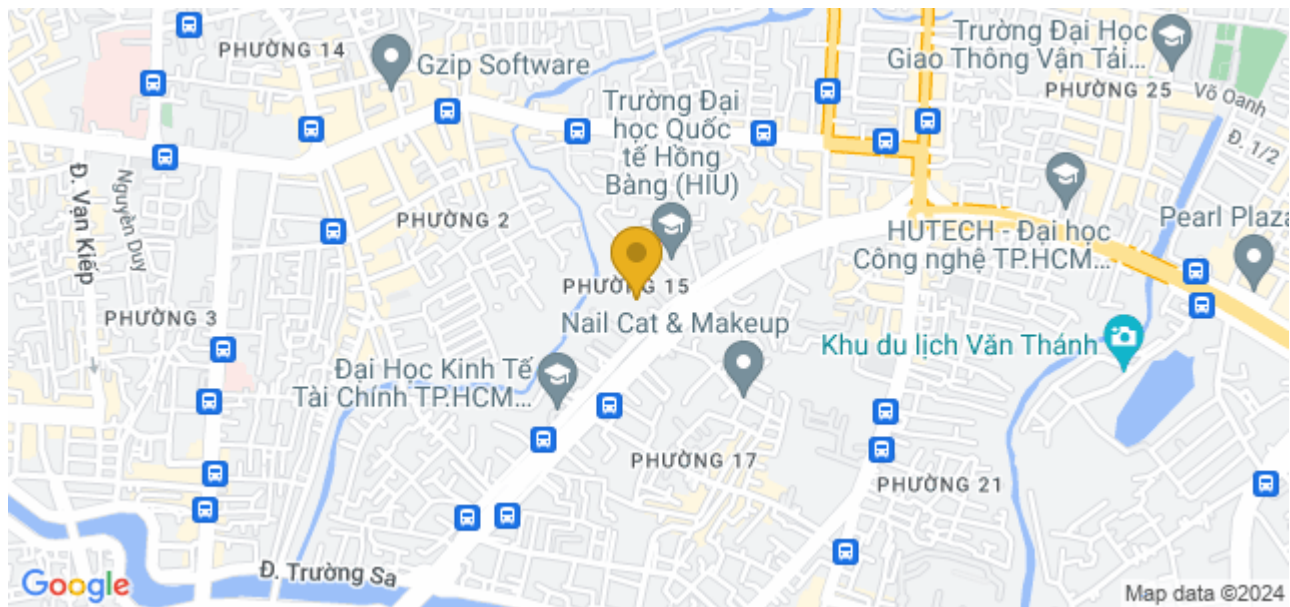 Trường Đại Học
Giao Thông Vận Tải...
PHƯỜNG 14
Gzip Software
PHƯỜNG 25
Võ Oanh
Trường Đại
học Quốc
tế Hồng
Bàng (HIU)
Đ. 1/2
Đ. Vạn Kiếp
Nguyễn Duy
PHƯỜNG 2
Pearl Plaza
HUTECH - Đại học
Công nghệ TP.HCM...
PHƯỜNG 15
PHƯỜNG 3
Nail Cat & Makeup
Khu du lịch Văn Thánh
Đại Học Kinh Tế
Tài Chính TP.HCM...
PHƯỜNG 17
PHƯỜNG 21
Đ. Trường Sa
Google
Map data ©2024